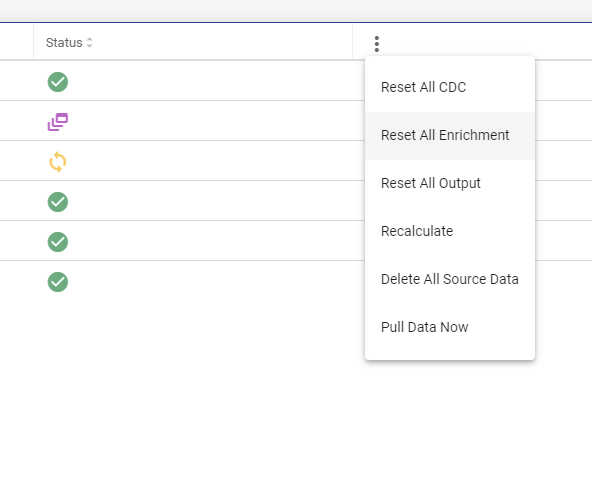 Status
Reset All CDC
Reset All Enrichment
Reset All Output
Recalculate
Delete All Source Data
Pull Data Now